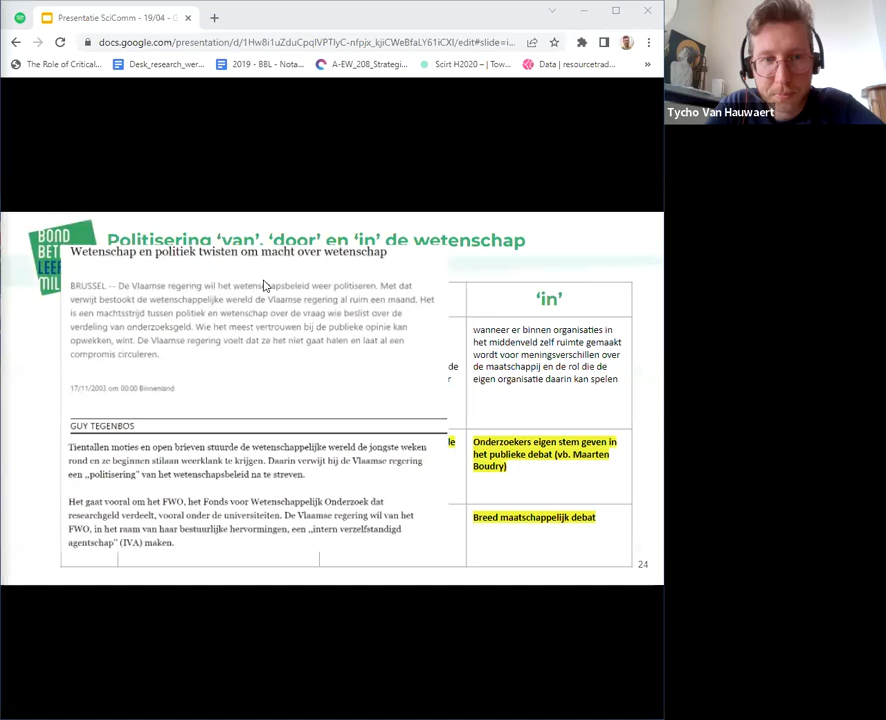 Presentatie SciComm - 19/04 - G
docs.google.com/presentation/d/1Hw8i1uZduCpqIVPTIyC-nfpjx_kjiCWeBfaLY61iCXI/edit#slide=i...
The Role of Critical...
Desk_research_wer...
2019 - BBL - Nota...
A-EW_208_Strategi...
Scirt H2020 – | Tow...
Data | resourcetrad...
Tycho Van Hauwaert
BOND
BET
LEE
MIL
Politisering ‘van’, ‘door’ en ‘in’ de wetenschap
Wetenschap en politiek twisten om macht over wetenschap
BRUSSEL -- De Vlaamse regering wil het wetenschapsbeleid weer politiseren. Met dat
verwijt bestookt de wetenschappelijke wereld de Vlaamse regering al ruim een maand. Het
is een machtsstrijd tussen politiek en wetenschap over de vraag wie beslist over de
verdeling van onderzoeksgeld. Wie het meest vertrouwen bij de publieke opinie kan
opwekken, wint. De Vlaamse regering voelt dat ze het niet gaat halen en laat al een
compromis circuleren.
17/11/2003 om 00:00 Binnenland
GUY TEGENBOS
Tientallen moties en open brieven stuurde de wetenschappelijke wereld de jongste weken
rond en ze beginnen stilaan weerklank te krijgen. Daarin verwijt hij de Vlaamse regering
een „politisering” van het wetenschapsbeleid na te streven.
Het gaat vooral om het FWO, het Fonds voor Wetenschappelijk Onderzoek dat
researchgeld verdeelt, vooral onder de universiteiten. De Vlaamse regering wil van het
FWO, in het raam van haar bestuurlijke hervormingen, een „intern verzelfstandigd
agentschap” (IVA) maken.
‘in’
wanneer er binnen organisaties in
het middenveld zelf ruimte gemaakt
wordt voor meningsverschillen over
de maatschappij en de rol die de
eigen organisatie daarin kan spelen
de
r
le
Onderzoekers eigen stem geven in
het publieke debat (vb. Maarten
Boudry)
Breed maatschappelijk debat
24